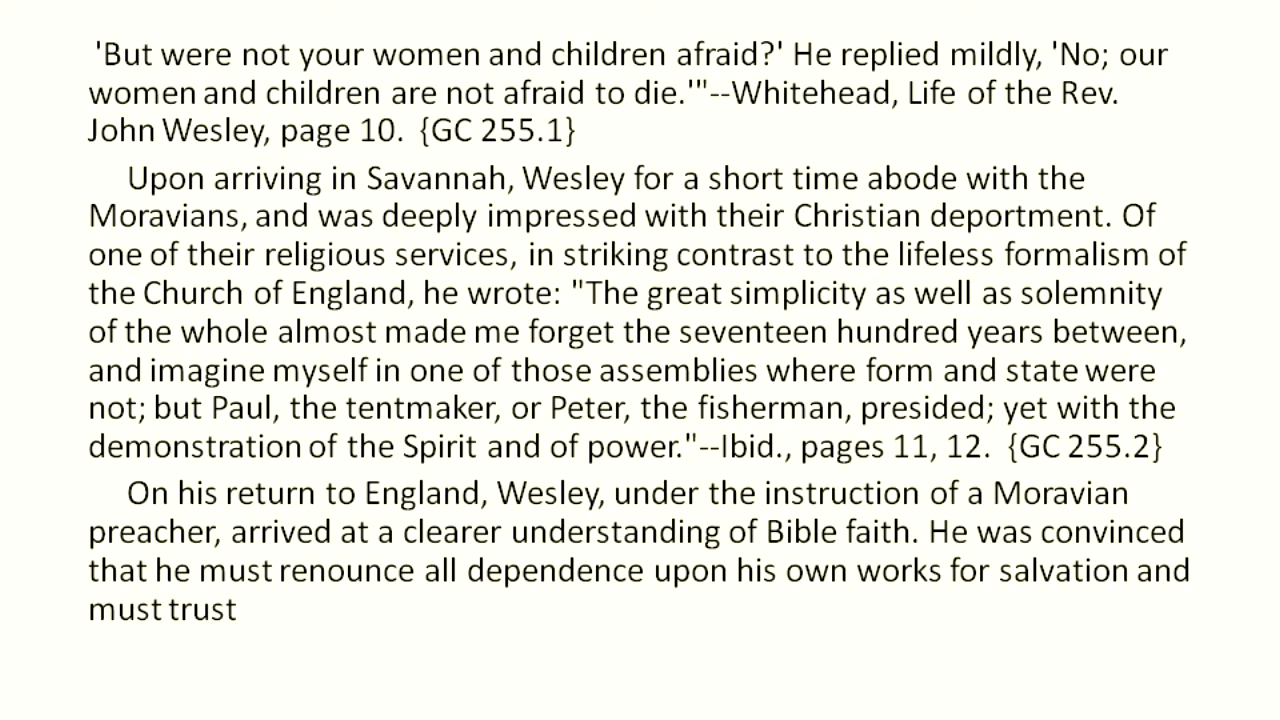 'But were not your women and children afraid?' He replied mildly, 'No; our
women and children are not afraid to die.'"--Whitehead, Life of the Rev.
John Wesley, page 10. {GC 255.1}
Upon arriving in Savannah, Wesley for a short time abode with the
Moravians, and was deeply impressed with their Christian deportment. Of
one of their religious services, in striking contrast to the lifeless formalism of
the Church of England, he wrote: "The great simplicity as well as solemnity
of the whole almost made me forget the seventeen hundred years between,
and imagine myself in one of those assemblies where form and state were
not; but Paul, the tentmaker, or Peter, the fisherman, presided; yet with the
demonstration of the Spirit and of power."--Ibid., pages 11, 12. {GC 255.2}
On his return to England, Wesley, under the instruction of a Moravian
preacher, arrived at a clearer understanding of Bible faith. He was convinced
that he must renounce all dependence upon his own works for salvation and
must trust